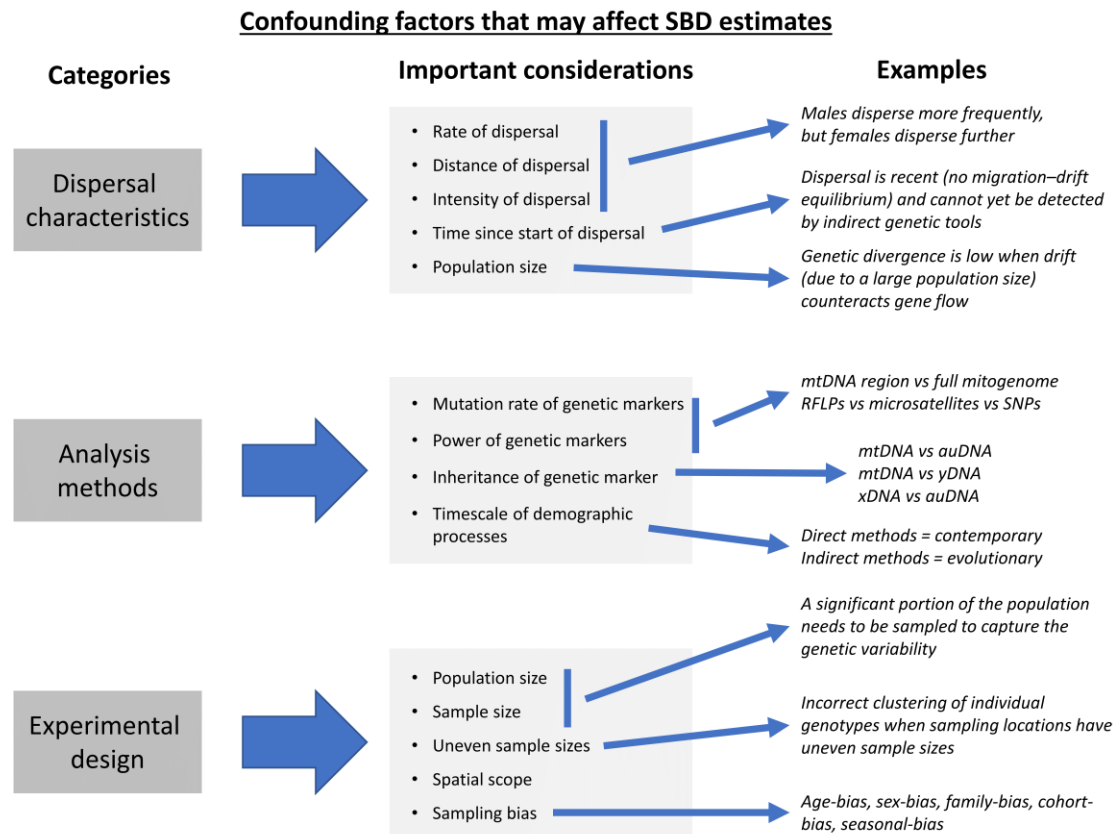 Confounding factors that may affect SBD estimates
Categories
Important considerations
Examples
Dispersal
characteristics
• Rate of dispersal
• Distance of dispersal
• Intensity of dispersal
• Time since start of dispersal
• Population size
Males disperse more frequently,
but females disperse further
Dispersal is recent (no migration–drift
equilibrium) and cannot yet be detected
by indirect genetic tools
Genetic divergence is low when drift
(due to a large population size)
counteracts gene flow
Analysis
methods
• Mutation rate of genetic markers
• Power of genetic markers
• Inheritance of genetic marker
• Timescale of demographic
processes
mtDNA region vs full mitogenome
RFLPs vs microsatellites vs SNPs
mtDNA vs auDNA
mtDNA vs yDNA
xDNA vs auDNA
Direct methods = contemporary
Indirect methods = evolutionary
Experimental
design
• Population size
• Sample size
• Uneven sample sizes
• Spatial scope
• Sampling bias
A significant portion of the population
needs to be sampled to capture the
genetic variability
Incorrect clustering of individual
genotypes when sampling locations have
uneven sample sizes
Age-bias, sex-bias, family-bias, cohort-
bias, seasonal-bias